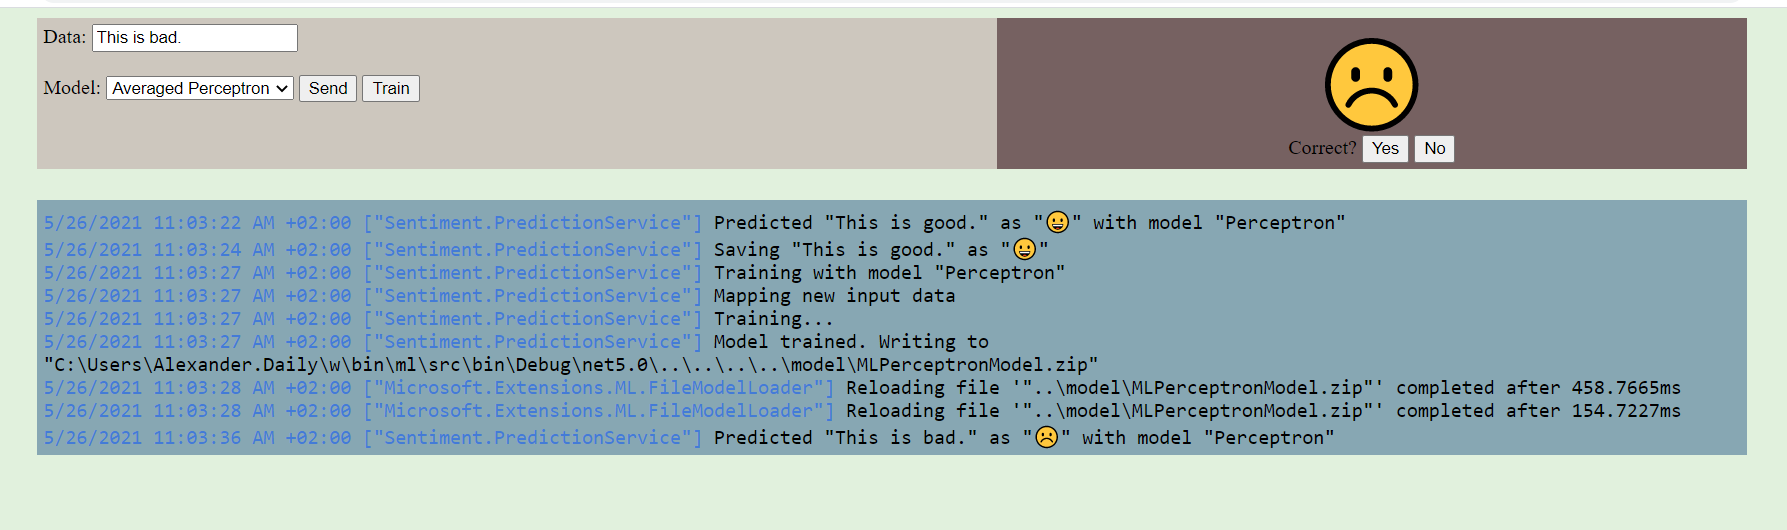 Data: This is bad.
Model: Averaged Perceptron Send Train
Correct? Yes No
5/26/2021 11:03:22 AM +02:00 ["Sentiment.PredictionService"] Predicted "This is good." as "😀" with model "Perceptron"
5/26/2021 11:03:24 AM +02:00 ["Sentiment.PredictionService"] Saving "This is good." as "😀"
5/26/2021 11:03:27 AM +02:00 ["Sentiment.PredictionService"] Training with model "Perceptron"
5/26/2021 11:03:27 AM +02:00 ["Sentiment.PredictionService"] Mapping new input data
5/26/2021 11:03:27 AM +02:00 ["Sentiment.PredictionService"] Training...
5/26/2021 11:03:27 AM +02:00 ["Sentiment.PredictionService"] Model trained. Writing to
"C:\Users\Alexander.Daily\w\bin\ml\src\bin\Debug\net5.0\..\..\..\..\model\MLPerceptronModel.zip"
5/26/2021 11:03:28 AM +02:00 ["Microsoft.Extensions.ML.FileModelLoader"] Reloading file '"..\model\MLPerceptronModel.zip"' completed after 458.7665ms
5/26/2021 11:03:28 AM +02:00 ["Microsoft.Extensions.ML.FileModelLoader"] Reloading file '"..\model\MLPerceptronModel.zip"' completed after 154.7227ms
5/26/2021 11:03:36 AM +02:00 ["Sentiment.PredictionService"] Predicted "This is bad." as "☹" with model "Perceptron"